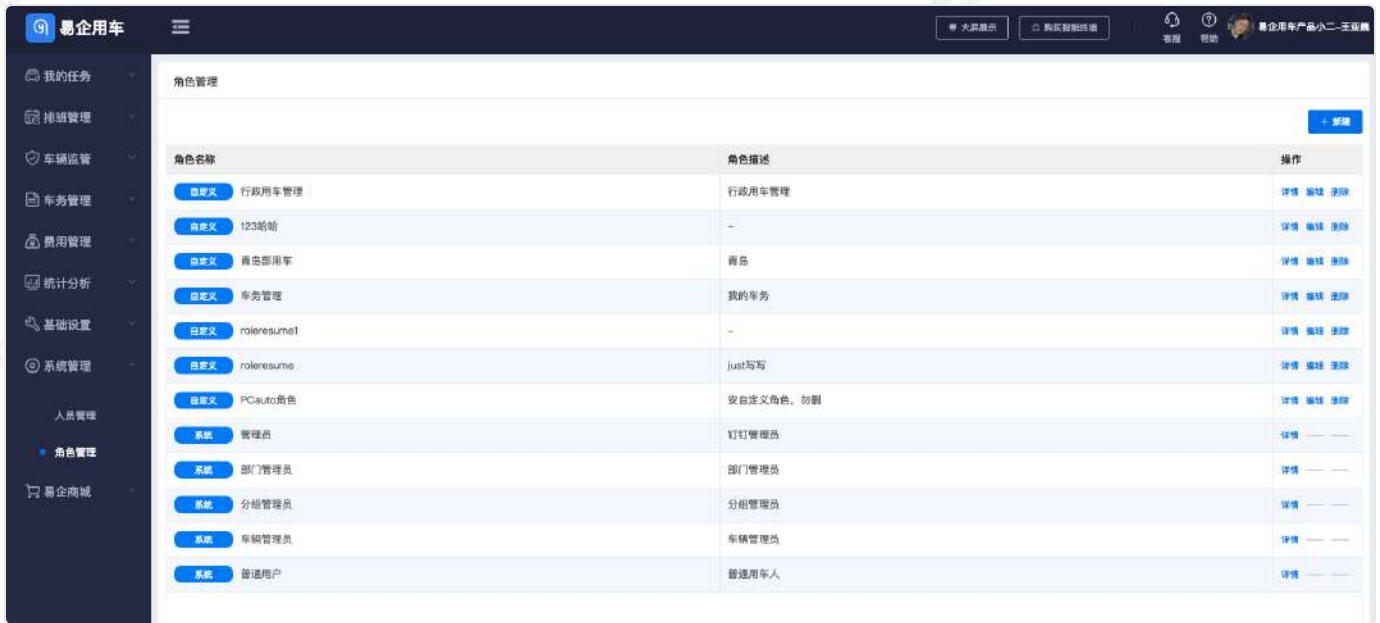 易企用车
大屏展示
购买智能终端
客服
帮助
易企用车产品小二-王亚巍
我的任务
排班管理
车辆监管
车务管理
费用管理
统计分析
基础设置
系统管理
人员管理
角色管理
易企商城
角色管理
+ 新建
角色名称 角色描述 操作
自定义 行政用车管理 行政用车管理 详情 编辑 删除
自定义 123哈哈 - 详情 编辑 删除
自定义 青岛部用车 青岛 详情 编辑 删除
自定义 车务管理 我的车务 详情 编辑 删除
自定义 roleresume1 - 详情 编辑 删除
自定义 roleresume just写写 详情 编辑 删除
自定义 PCauto角色 安自定义角色，勿删 详情 编辑 删除
系统 管理员 钉钉管理员 详情 — —
系统 部门管理员 部门管理员 详情 — —
系统 分组管理员 分组管理员 详情 — —
系统 车辆管理员 车辆管理员 详情 — —
系统 普通用户 普通用车人 详情 — —